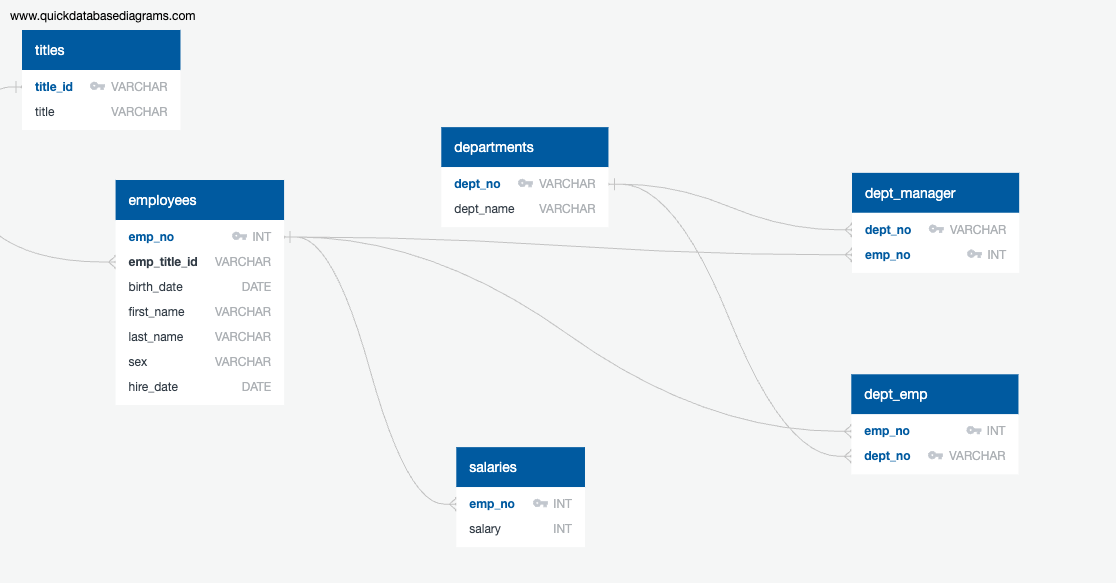 www.quickdatabasediagrams.com
titles
title_id VARCHAR
title VARCHAR
departments
dept_no VARCHAR
dept_name VARCHAR
dept_manager
dept_no VARCHAR
emp_no INT
employees
emp_no INT
emp_title_id VARCHAR
birth_date DATE
first_name VARCHAR
last_name VARCHAR
sex VARCHAR
hire_date DATE
dept_emp
emp_no INT
dept_no VARCHAR
salaries
emp_no INT
salary INT